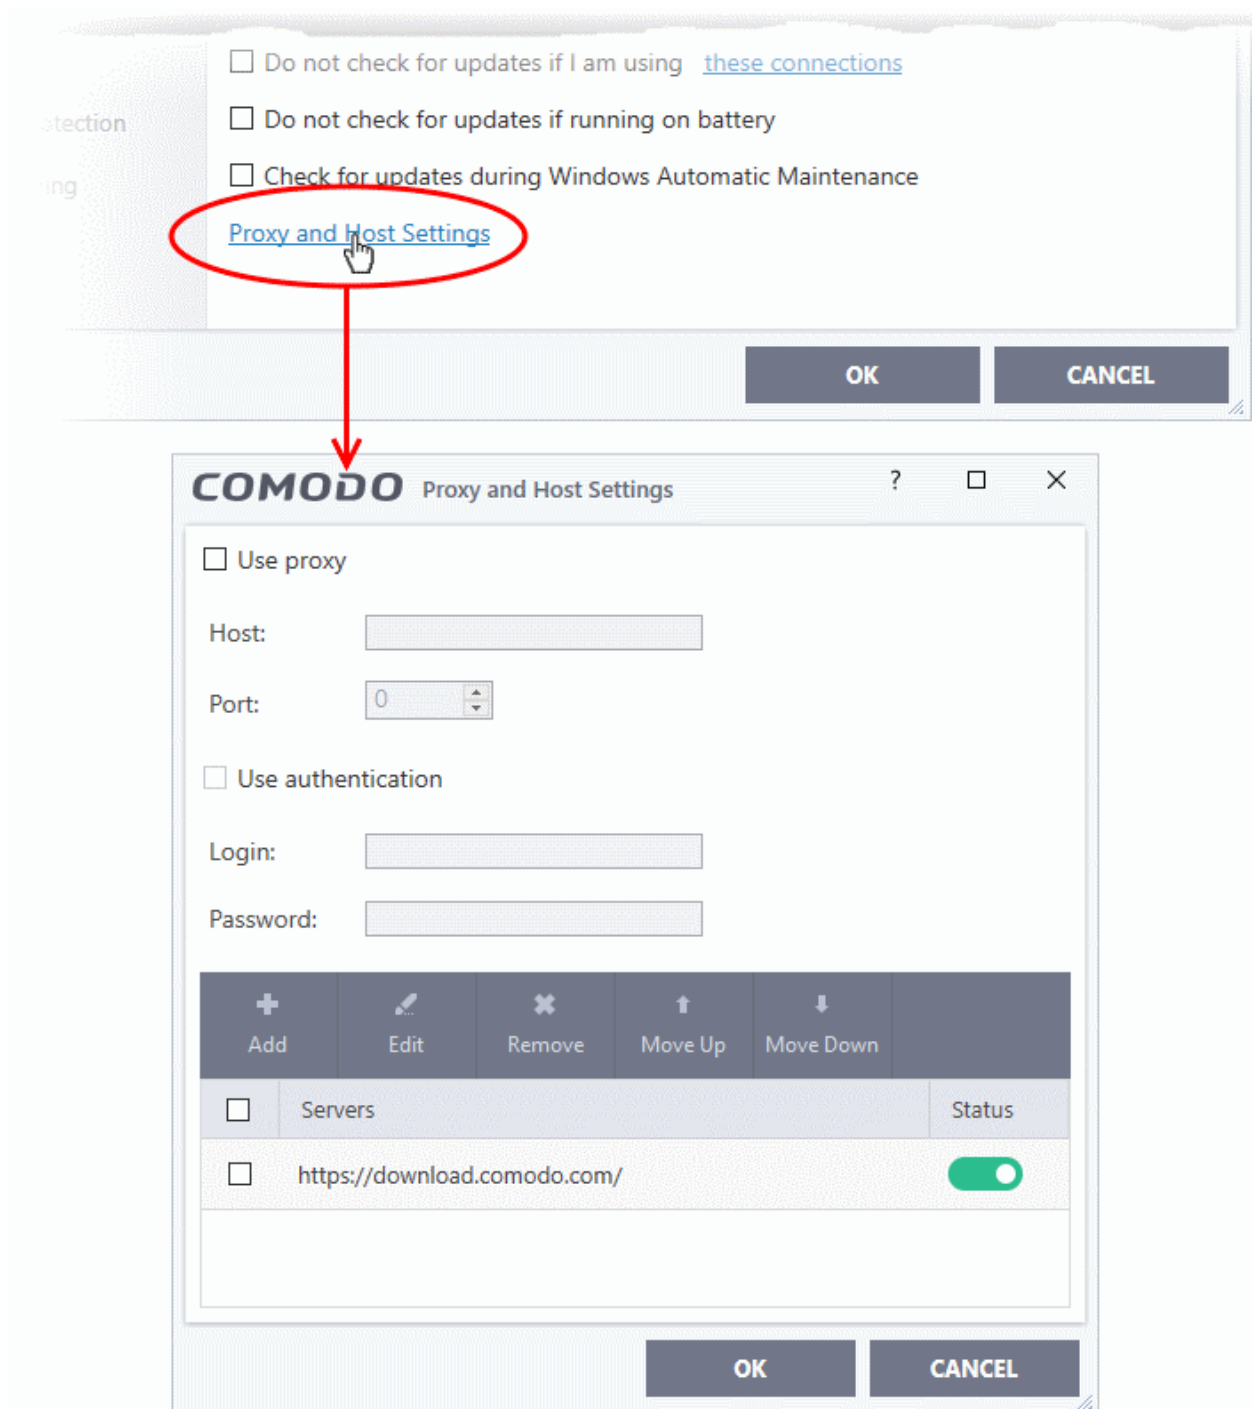 Do not check for updates if I am using these connections
tection
Do not check for updates if running on battery
Check for updates during Windows Automatic Maintenance
ing
Proxy and Host Settings
OK CANCEL
COMODO Proxy and Host Settings ?
Use proxy
Host:
Port: 0
Use authentication
Login:
Password:
Add Edit Remove Move Up Move Down
Servers Status
https://download.comodo.com/
OK CANCEL